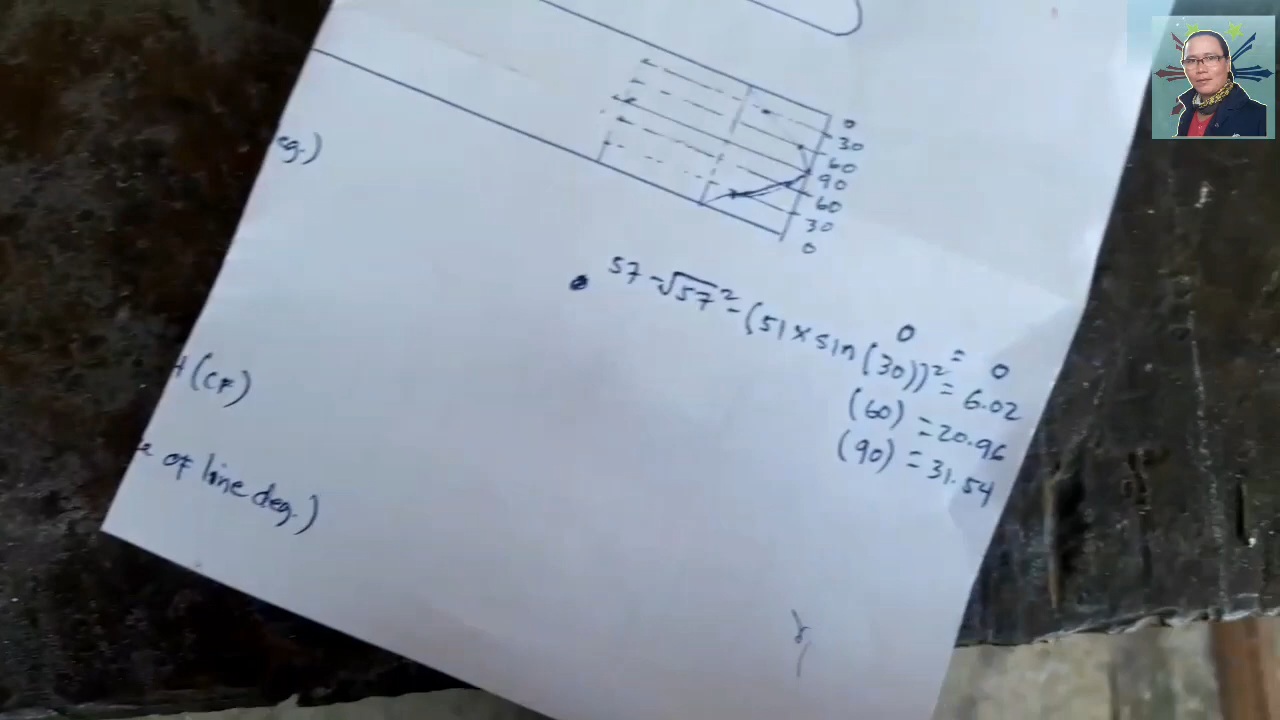 0
30
60
90
60
30
0
eg.)
57-√57²-(51×sin(30))² = 6.02
0 = 0
(60) = 20.96
(90) = 31.54
(CF)
of line deg.)